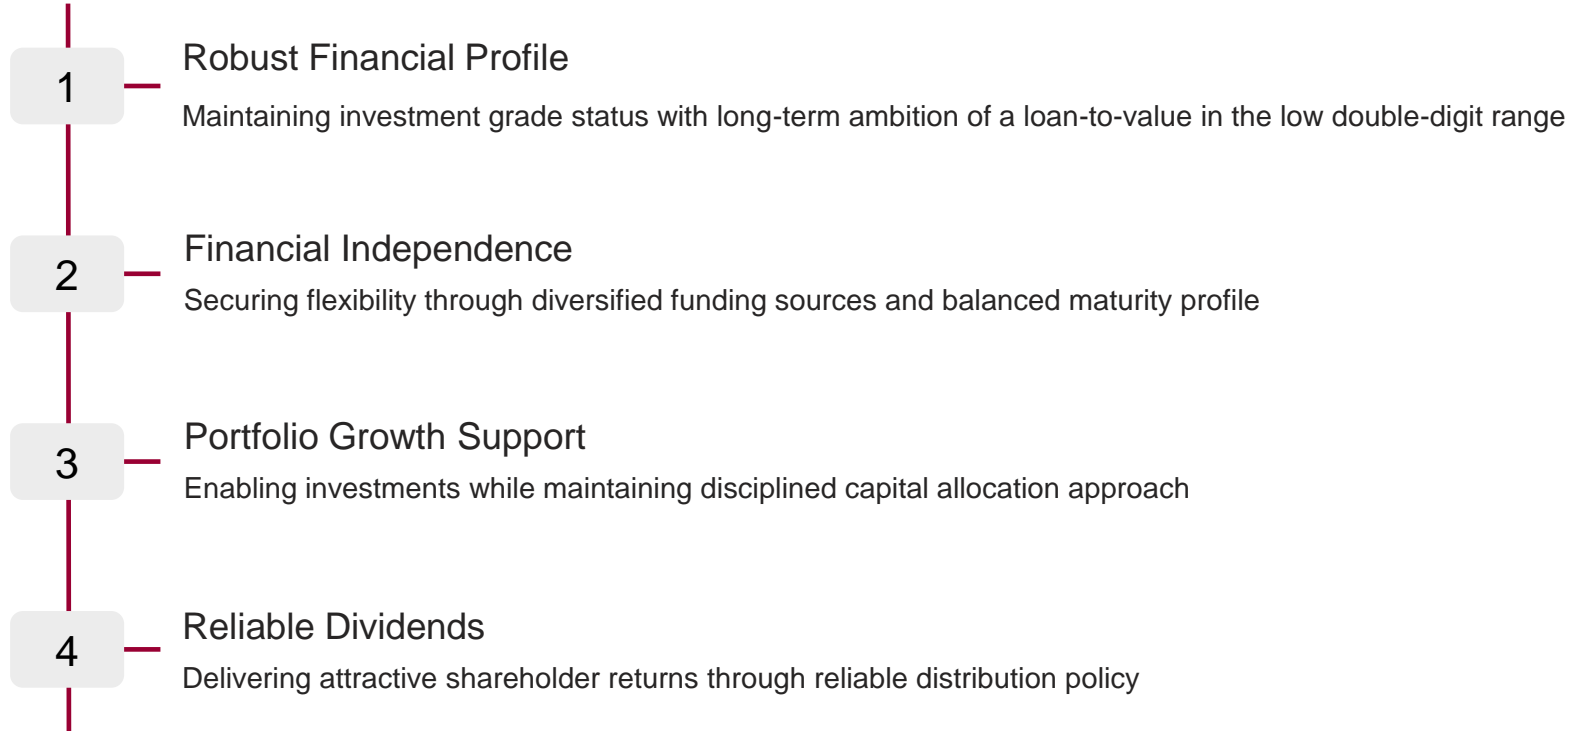 1
Robust Financial Profile
Maintaining investment grade status with long-term ambition of a loan-to-value in the low double-digit range
2
Financial Independence
Securing flexibility through diversified funding sources and balanced maturity profile
3
Portfolio Growth Support
Enabling investments while maintaining disciplined capital allocation approach
4
Reliable Dividends
Delivering attractive shareholder returns through reliable distribution policy